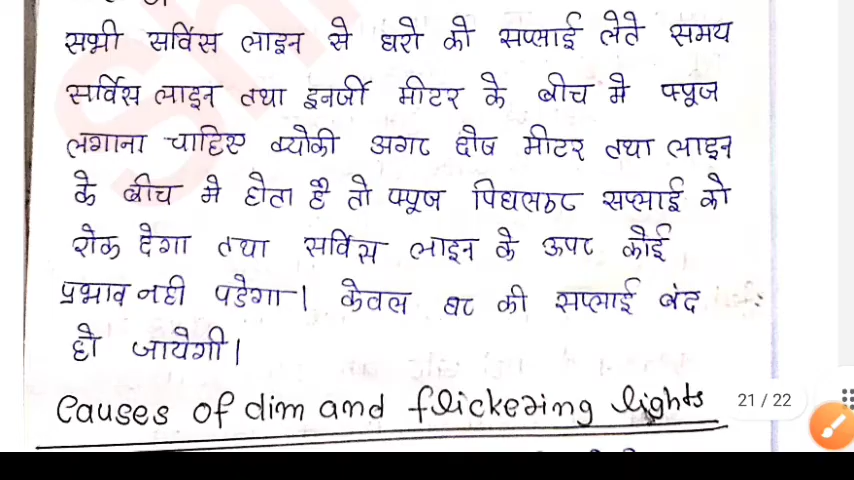 सभी सर्विस लाइन से घरो को सप्लाई लेते समय
सर्विस लाइन तथा इनर्जी मीटर के बीच मे फ्यूज
लगाना चाहिए क्योकी अगर दोष मीटर तथा लाइन
के बीच मे होता है तो फ्यूज पिघलकर सप्लाई को
रोक देगा तथा सर्विस लाइन के ऊपर कोई
प्रभाव नही पडेगा। केवल घर की सप्लाई बंद
हो जायेगी।
Causes of dim and flickering lights
21 / 22